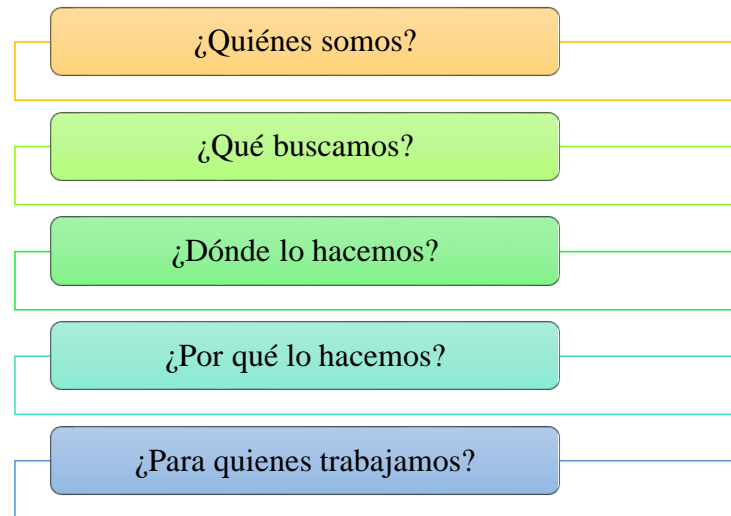 ¿Quiénes somos?
¿Qué buscamos?
¿Dónde lo hacemos?
¿Por qué lo hacemos?
¿Para quienes trabajamos?